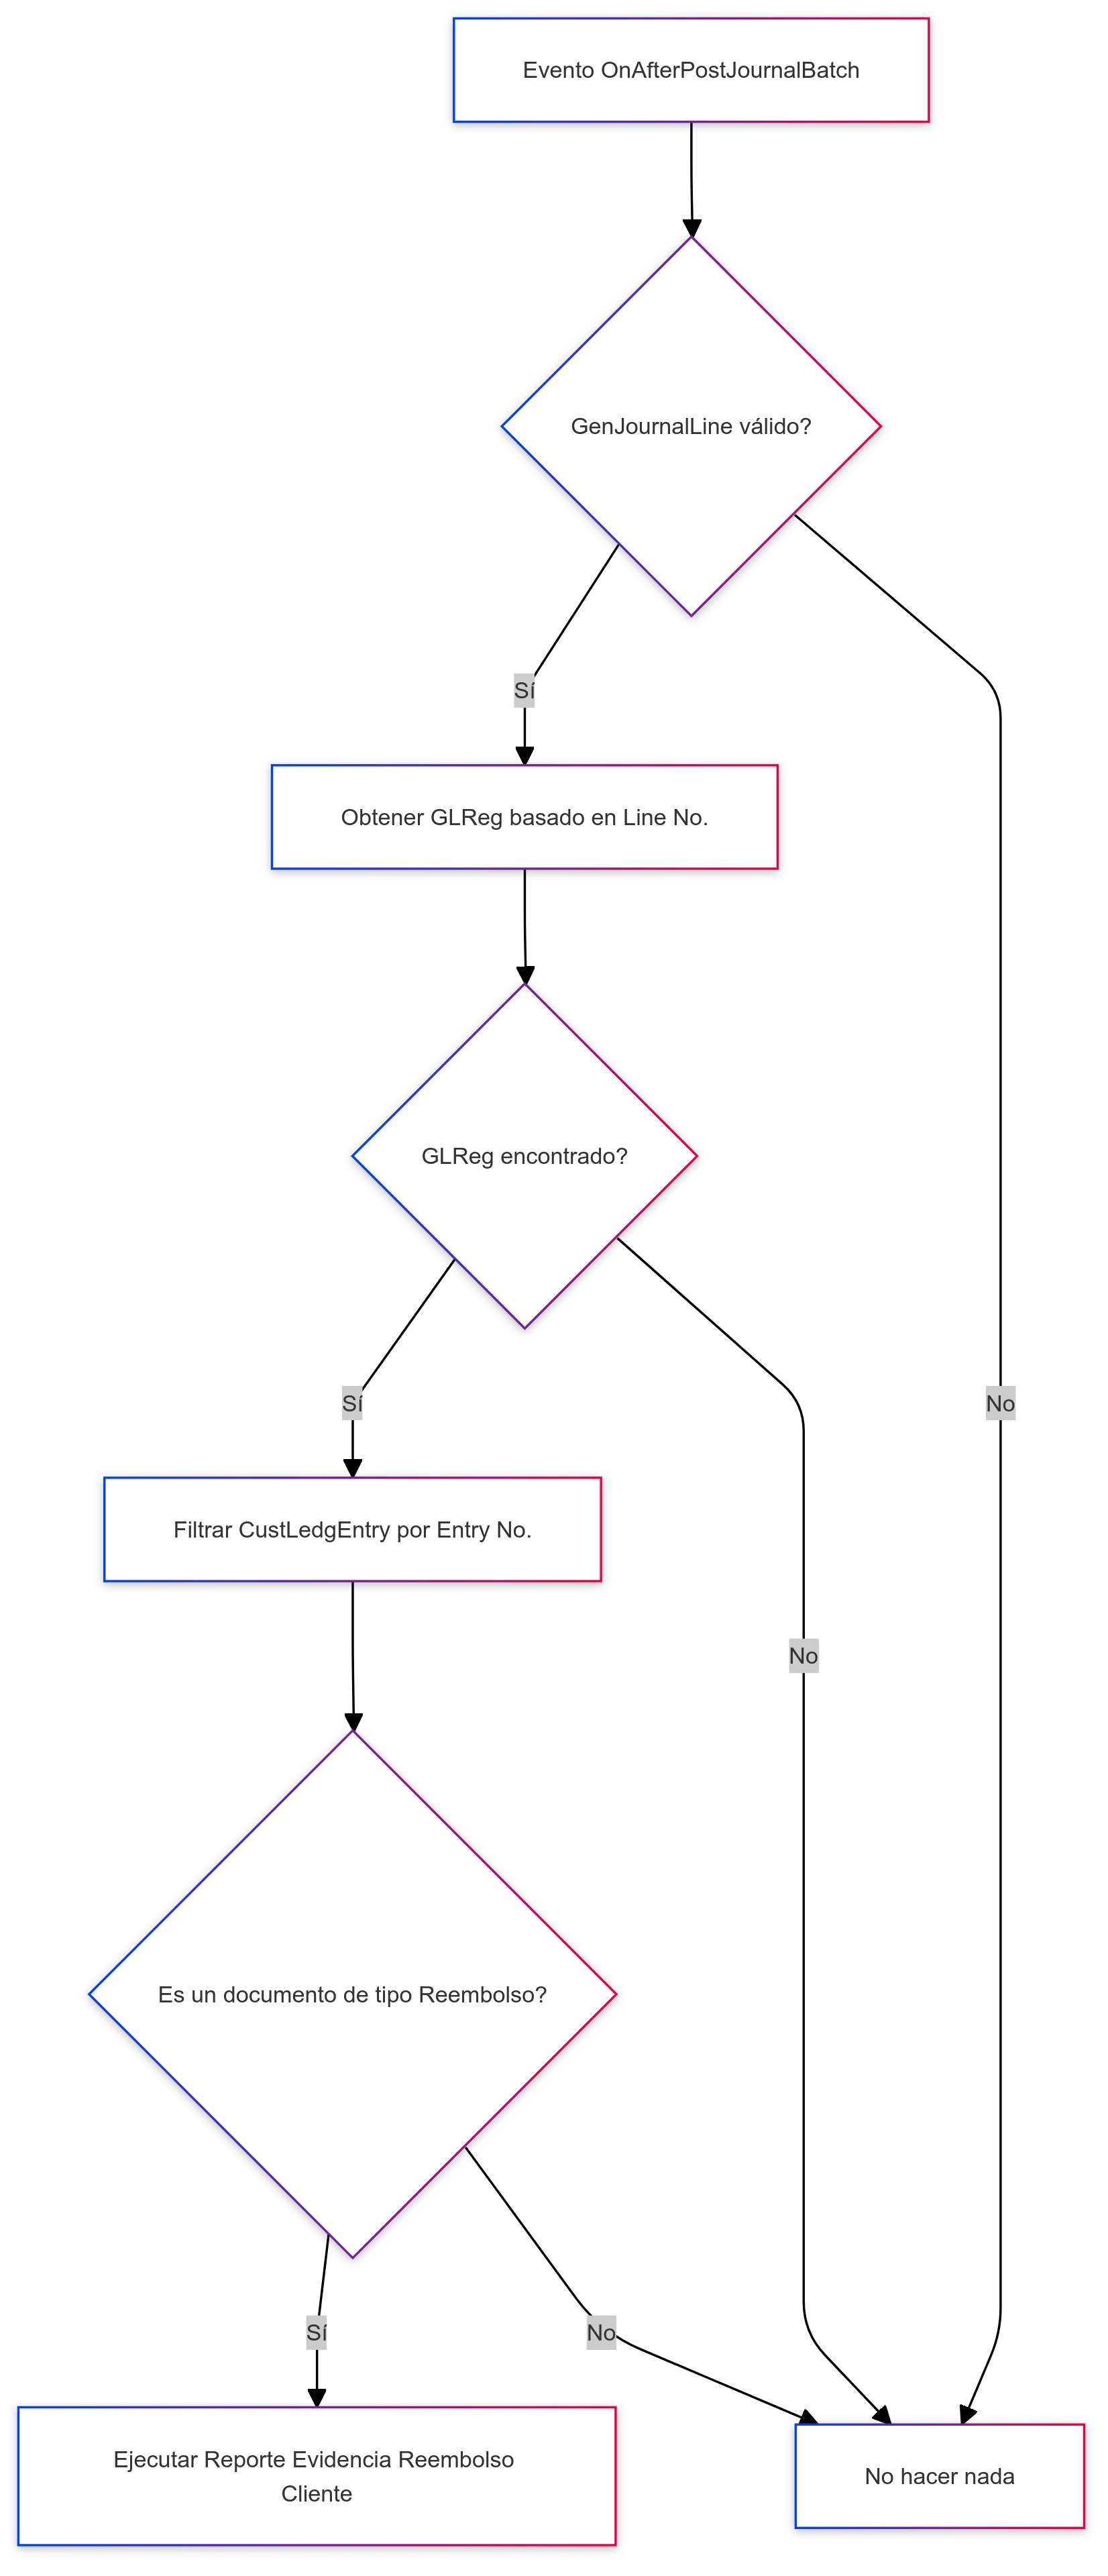 Evento OnAfterPostJournalBatch
GenJournalLine válido?
Sí
Obtener GLReg basado en Line No.
GLReg encontrado?
Sí
No
Filtrar CustLedgEntry por Entry No.
No
Es un documento de tipo Reembolso?
Sí
No
Ejecutar Reporte Evidencia Reembolso
Cliente
No hacer nada